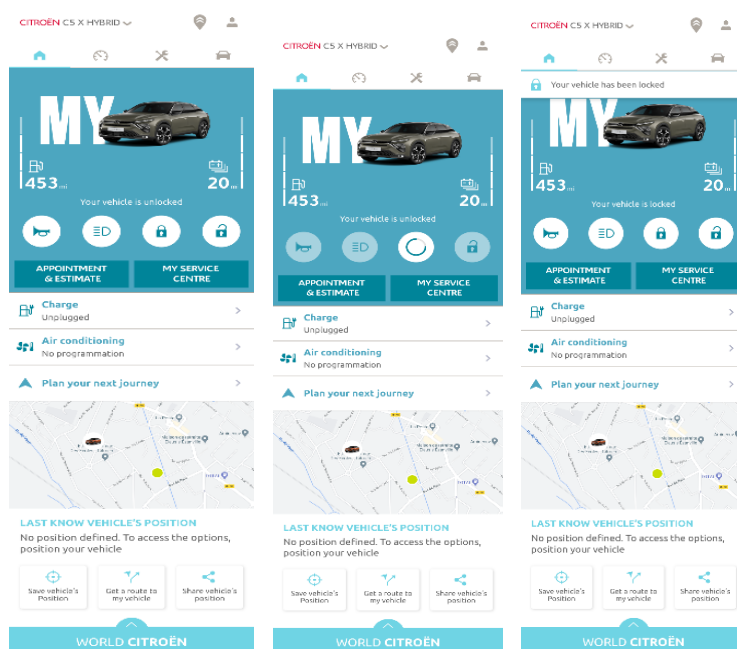 CITROËN C5 X HYBRID
MY
453 mi
20 mi
Your vehicle is unlocked
APPOINTMENT
& ESTIMATE
MY SERVICE
CENTRE
Charge
Unplugged
Air conditioning
No programmation
Plan your next journey
LAST KNOW VEHICLE'S POSITION
No position defined. To access the options,
position your vehicle
Save vehicle's
Position
Get a route to
my vehicle
Share vehicle's
position
WORLD CITROËN
CITROËN C5 X HYBRID
MY
453 mi
20 mi
Your vehicle is unlocked
APPOINTMENT
& ESTIMATE
MY SERVICE
CENTRE
Charge
Unplugged
Air conditioning
No programmation
Plan your next journey
LAST KNOW VEHICLE'S POSITION
No position defined. To access the options,
position your vehicle
Save vehicle's
Position
Get a route to
my vehicle
Share vehicle's
position
WORLD CITROËN
CITROËN C5 X HYBRID
Your vehicle has been locked
MY
453 mi
20 mi
Your vehicle is locked
APPOINTMENT
& ESTIMATE
MY SERVICE
CENTRE
Charge
Unplugged
Air conditioning
No programmation
Plan your next journey
LAST KNOW VEHICLE'S POSITION
No position defined. To access the options,
position your vehicle
Save vehicle's
Position
Get a route to
my vehicle
Share vehicle's
position
WORLD CITROËN